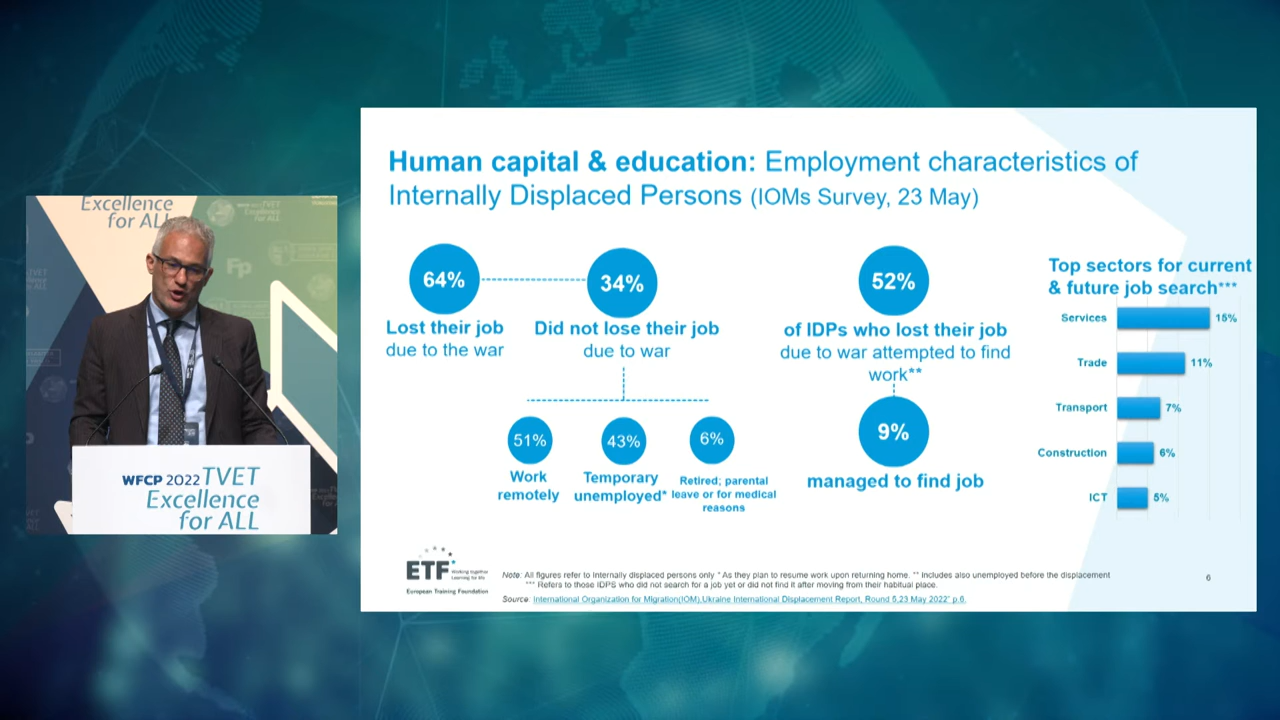 Excellence
for ALL
WFCP 2022 TVET
Excellence
for ALL
Human capital & education: Employment characteristics of
Internally Displaced Persons (IOMs Survey, 23 May)
64%
Lost their job
due to the war
34%
Did not lose their job
due to war
51%
Work
remotely
43%
Temporary
unemployed*
6%
Retired; parental
leave or for medical
reasons
52%
of IDPs who lost their job
due to war attempted to find
work**
9%
managed to find job
Top sectors for current
& future job search***
Services 15%
Trade 11%
Transport 7%
Construction 6%
ICT 5%
ETF
Working together
Learning for life
European Training Foundation
Note: All figures refer to Internally displaced persons only * As they plan to resume work upon returning home. ** Includes also unemployed before the displacement
*** Refers to those IDPS who did not search for a job yet or did not find it after moving from their habitual place.
Source: International Organization for Migration(IOM),Ukraine International Displacement Report, Round 5,23 May 2022" p.6.
6